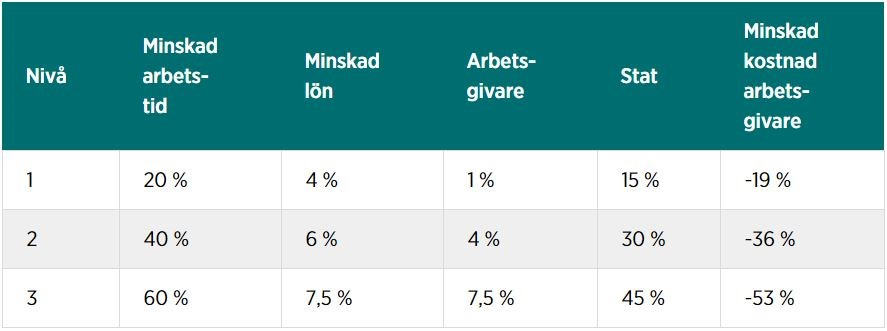 Nivå
Minskad
arbets-
tid
Minskad
lön
Arbets-
givare
Stat
Minskad
kostnad
arbets-
givare
1 20 % 4 % 1 % 15 % -19 %
2 40 % 6 % 4 % 30 % -36 %
3 60 % 7,5 % 7,5 % 45 % -53 %